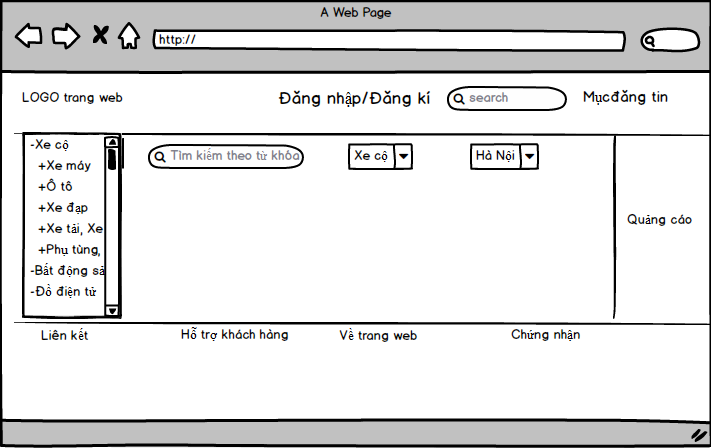 A Web Page
http://
LOGO trang web
Đăng nhập/Đăng kí
search
Mụcđăng tin
-Xe cộ
+Xe máy
+Ô tô
+Xe đạp
+Xe tải, Xe
+Phụ tùng,
-Bất động sả
-Đồ điện tử
Tìm kiếm theo từ khóa
Xe cộ
Hà Nội
Quảng cáo
Liên kết
Hỗ trợ khách hàng
Về trang web
Chứng nhận